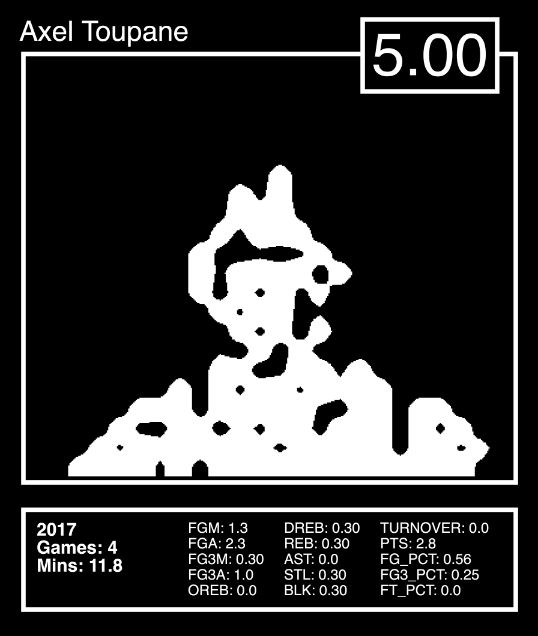 Axel Toupane
5.00
2017
Games: 4
Mins: 11.8
FGM: 1.3
FGA: 2.3
FG3M: 0.30
FG3A: 1.0
OREB: 0.0
DREB: 0.30
REB: 0.30
AST: 0.0
STL: 0.30
BLK: 0.30
TURNOVER: 0.0
PTS: 2.8
FG_PCT: 0.56
FG3_PCT: 0.25
FT_PCT: 0.0